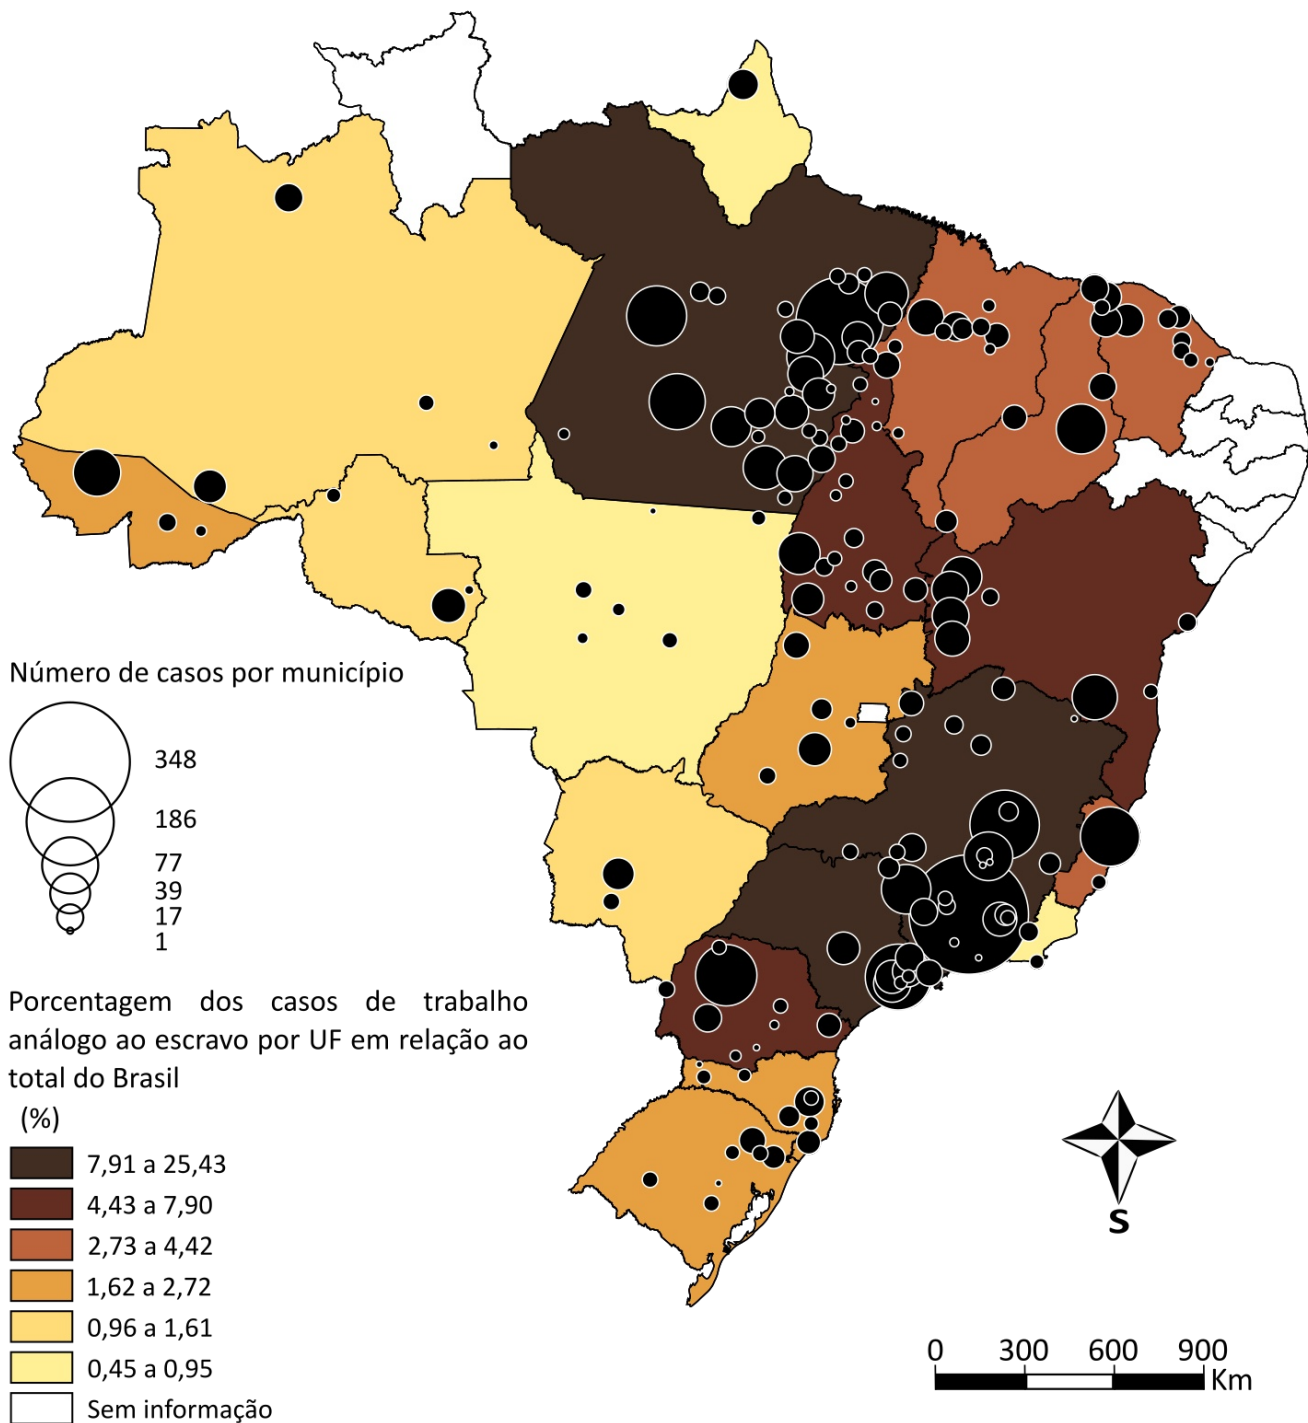 Número de casos por município
348
186
77
39
17
1
Porcentagem dos casos de trabalho
análogo ao escravo por UF em relação ao
total do Brasil
(%)
7,91 a 25,43
4,43 a 7,90
2,73 a 4,42
1,62 a 2,72
0,96 a 1,61
0,45 a 0,95
Sem informação
S
0 300 600 900
Km